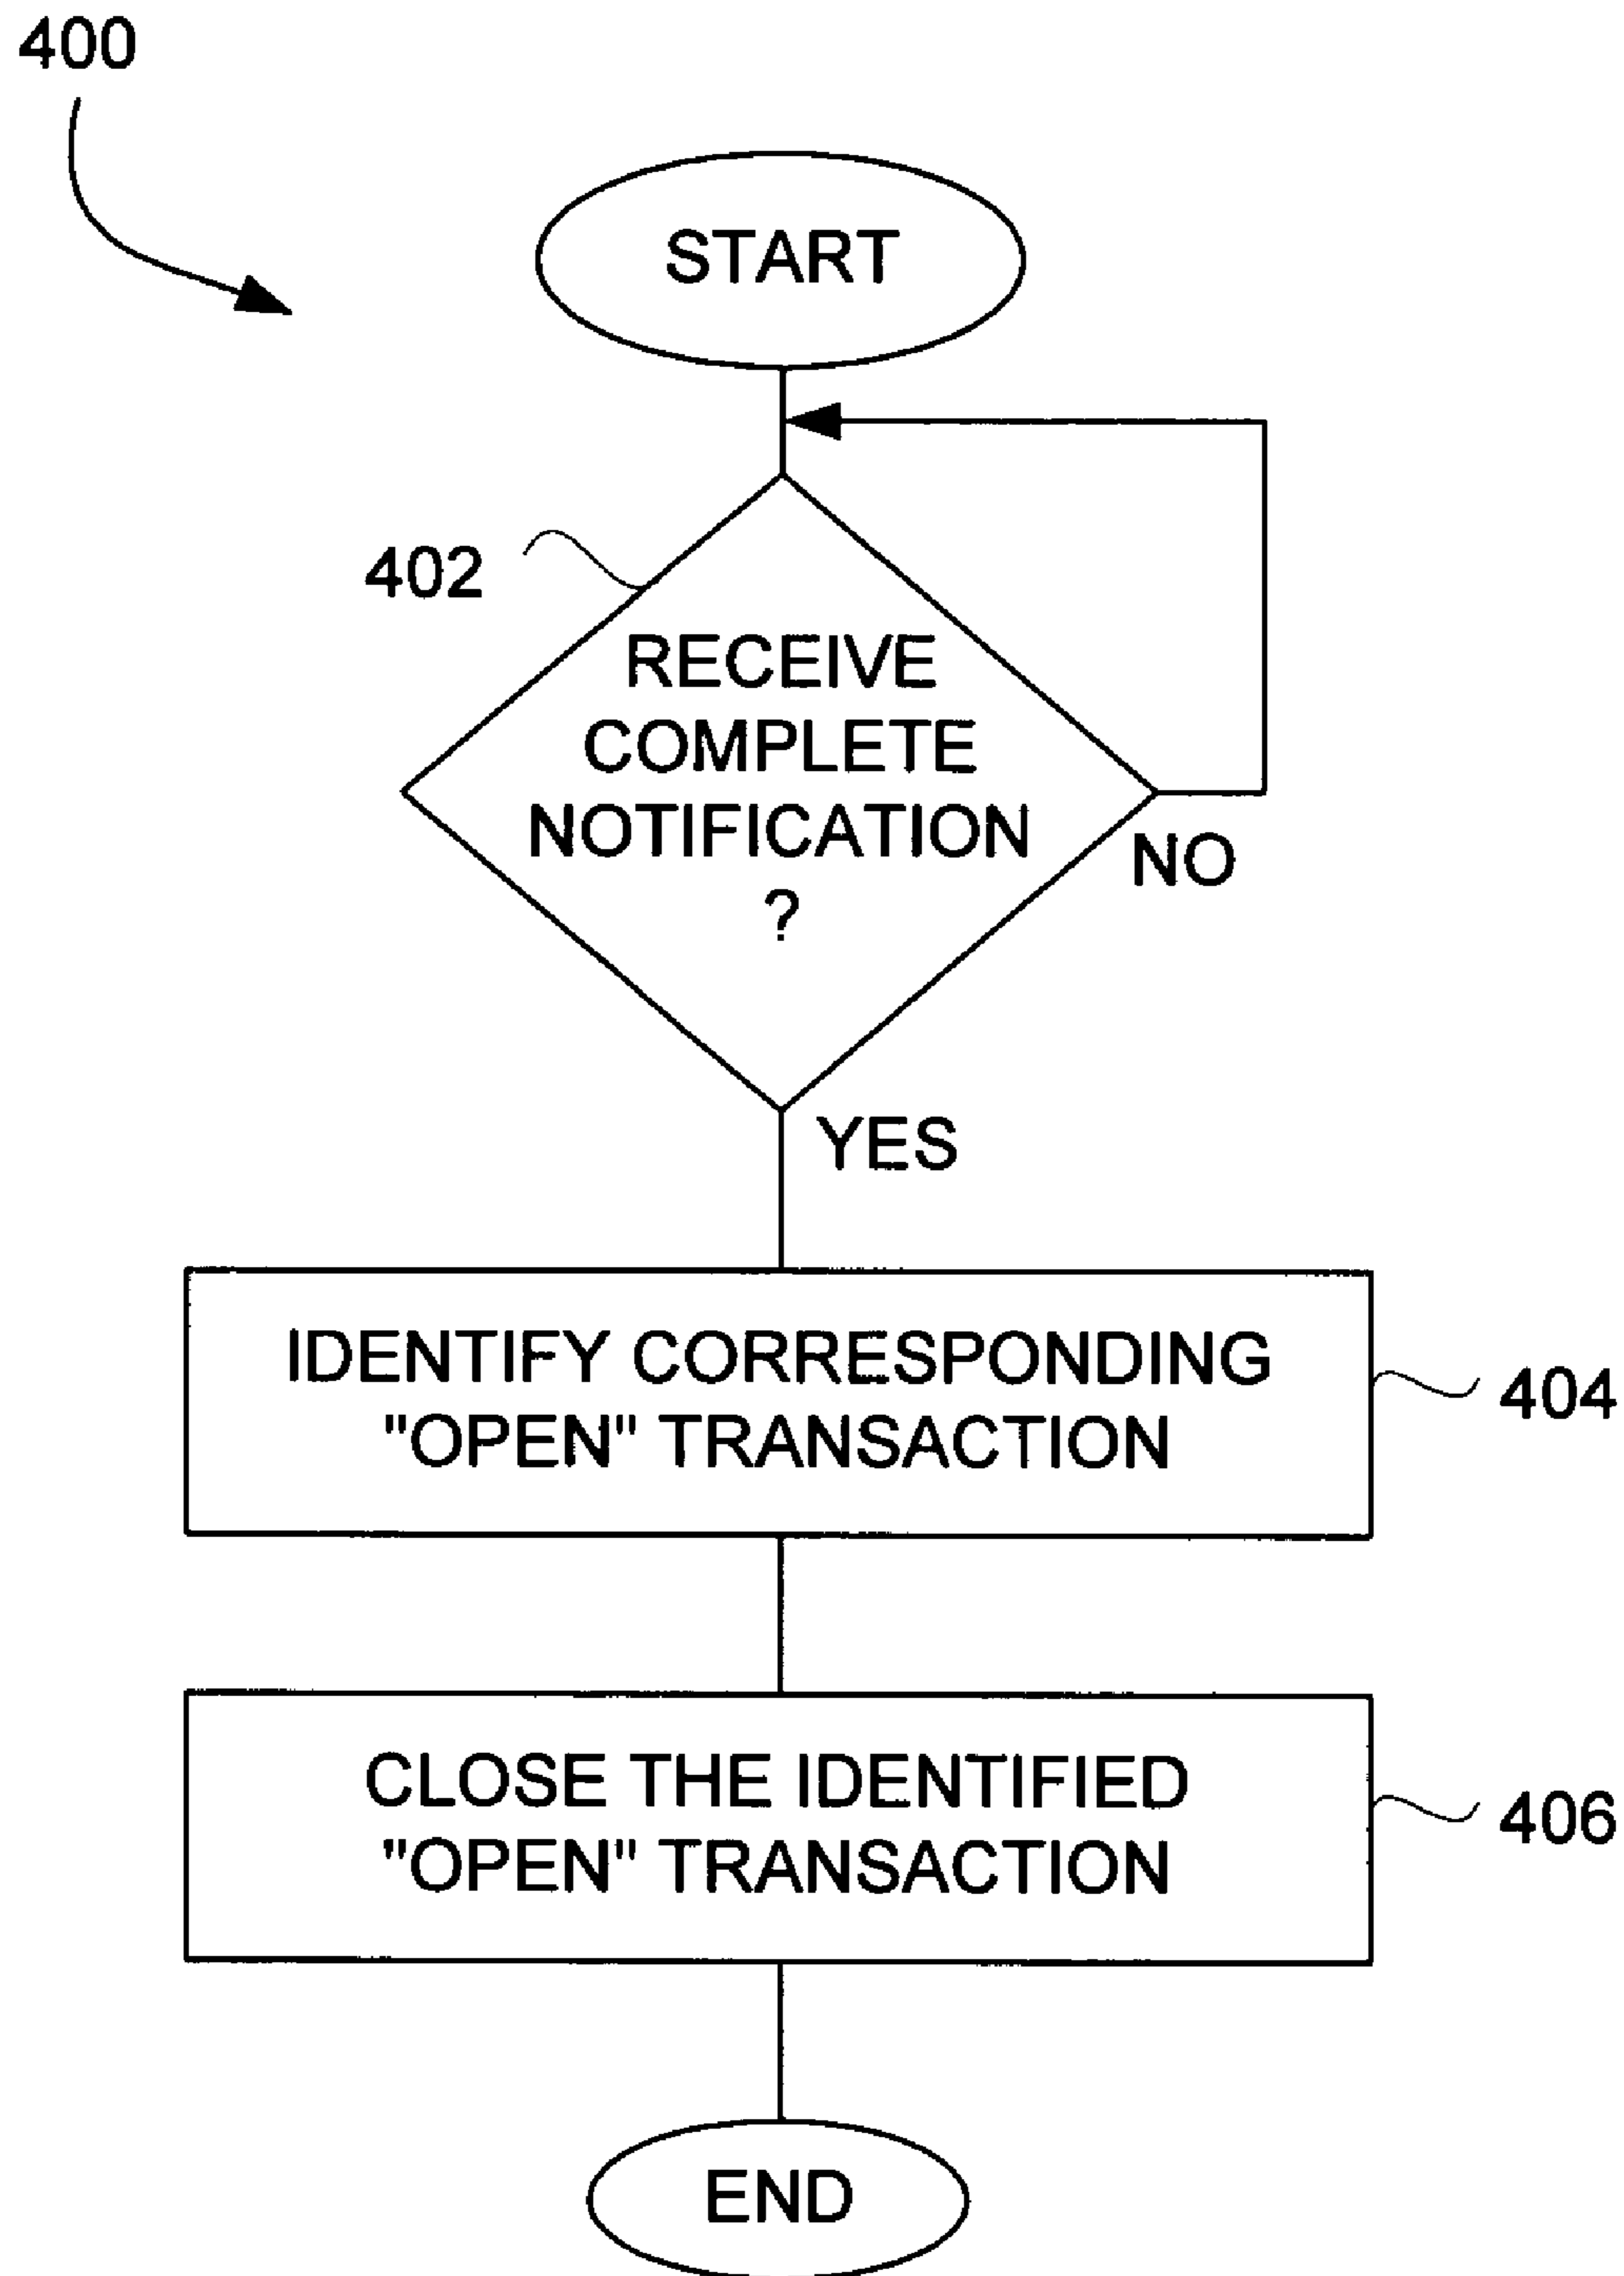 400
START
402
RECEIVE
COMPLETE
NOTIFICATION
?
NO
YES
IDENTIFY CORRESPONDING
"OPEN" TRANSACTION
404
CLOSE THE IDENTIFIED
"OPEN" TRANSACTION
406
END